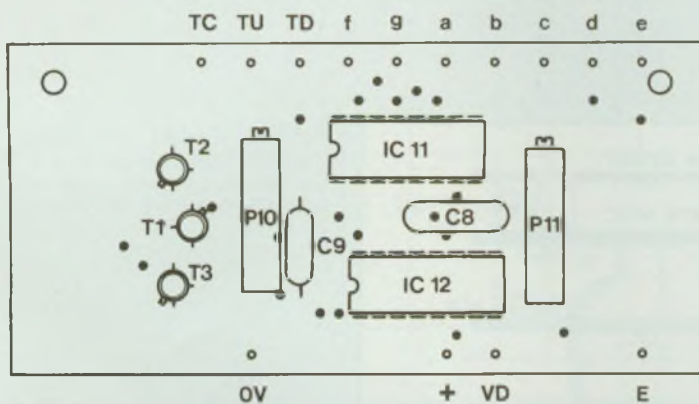 TC TU TD f g a b c d e
T2
IC 11
T1
P10
C9
C8
P11
T3
IC 12
0V + VD E